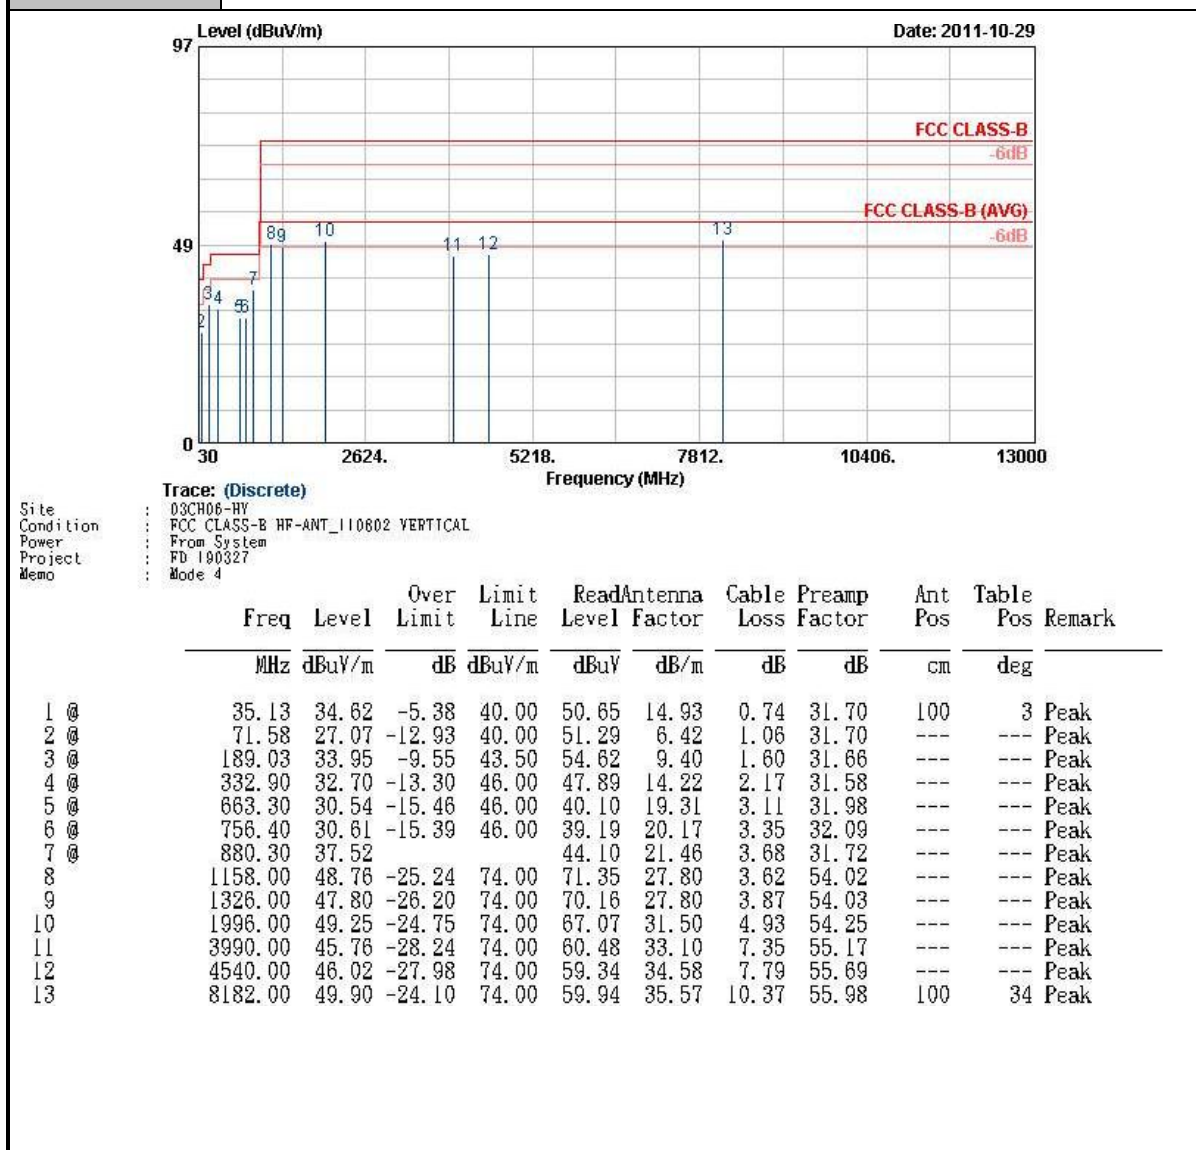 Level (dBuV/m) Date: 2011-10-29
97
FCC CLASS-B
-6dB
FCC CLASS-B (AVG)
-6dB
49
2 3 4 5 6 7 8 9 10 11 12 13
0
30 2624. 5218. 7812. 10406. 13000
Frequency (MHz)
Trace: (Discrete)
Site : 03CH06-HY
Condition : FCC CLASS-B HF-ANT_110602 VERTICAL
Power : From System
Project : FD 190327
Memo : Mode 4
Over Limit ReadAntenna Cable Preamp Ant Table
Freq Level Limit Line Level Factor Loss Factor Pos Pos Remark
MHz dBuV/m dB dBuV/m dBuV dB/m dB dB cm deg
1 @ 35.13 34.62 -5.38 40.00 50.65 14.93 0.74 31.70 100 3 Peak
2 @ 71.58 27.07 -12.93 40.00 51.29 6.42 1.06 31.70 --- --- Peak
3 @ 189.03 33.95 -9.55 43.50 54.62 9.40 1.60 31.66 --- --- Peak
4 @ 332.90 32.70 -13.30 46.00 47.89 14.22 2.17 31.58 --- --- Peak
5 @ 663.30 30.54 -15.46 46.00 40.10 19.31 3.11 31.98 --- --- Peak
6 @ 756.40 30.61 -15.39 46.00 39.19 20.17 3.35 32.09 --- --- Peak
7 @ 880.30 37.52 44.10 21.46 3.68 31.72 --- --- Peak
8 1158.00 48.76 -25.24 74.00 71.35 27.80 3.62 54.02 --- --- Peak
9 1326.00 47.80 -26.20 74.00 70.16 27.80 3.87 54.03 --- --- Peak
10 1996.00 49.25 -24.75 74.00 67.07 31.50 4.93 54.25 --- --- Peak
11 3990.00 45.76 -28.24 74.00 60.48 33.10 7.35 55.17 --- --- Peak
12 4540.00 46.02 -27.98 74.00 59.34 34.58 7.79 55.69 --- --- Peak
13 8182.00 49.90 -24.10 74.00 59.94 35.57 10.37 55.98 100 34 Peak